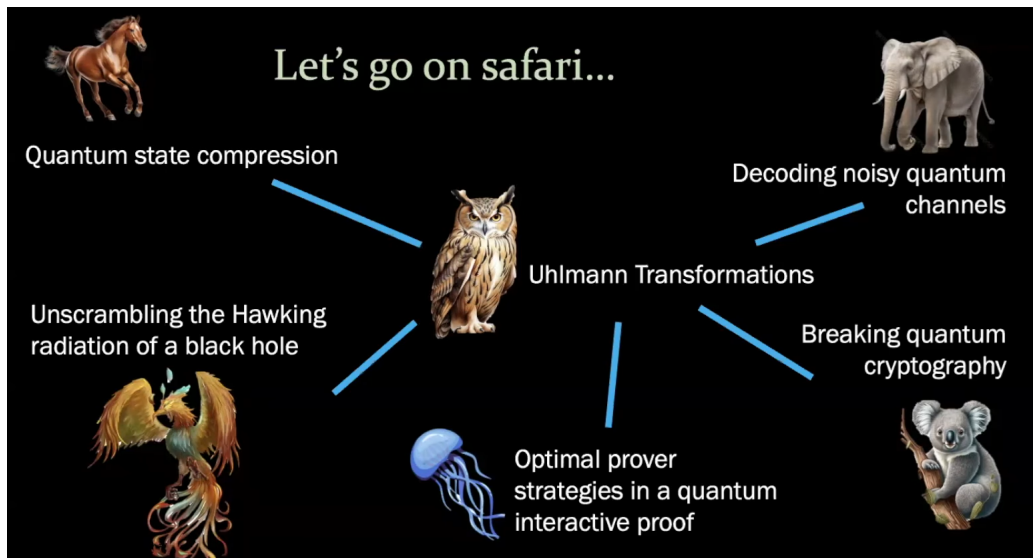 Let's go on safari...
Quantum state compression
Decoding noisy quantum
channels
Uhlmann Transformations
Unscrambling the Hawking
radiation of a black hole
Breaking quantum
cryptography
Optimal prover
strategies in a quantum
interactive proof